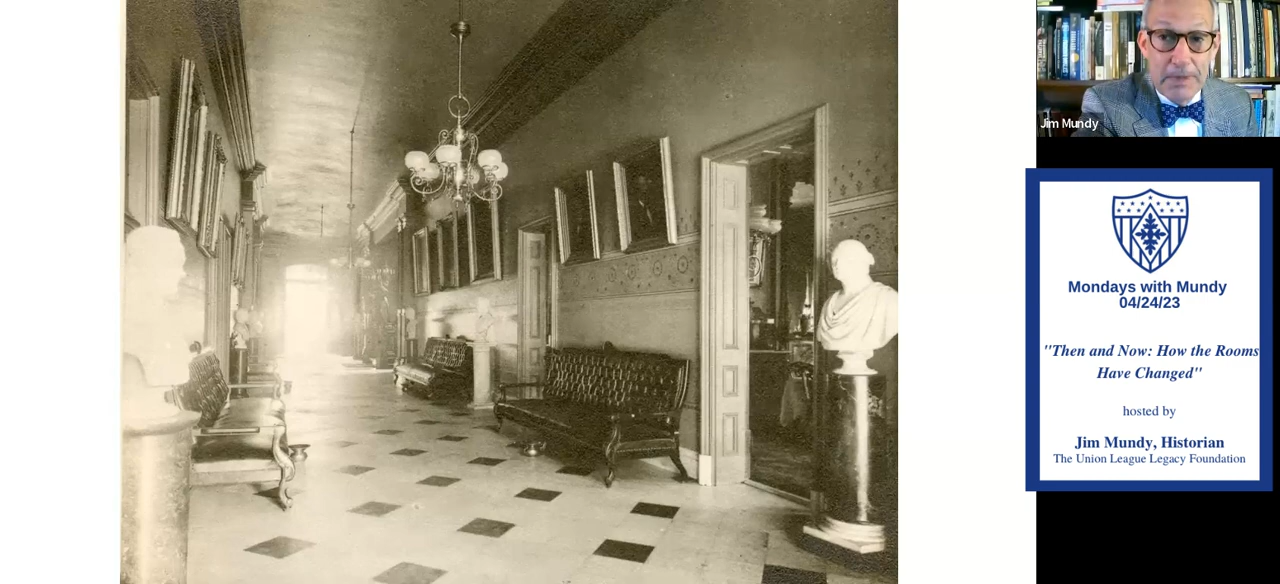 Jim Mundy
Mondays with Mundy
04/24/23
"Then and Now: How the Rooms
Have Changed"
hosted by
Jim Mundy, Historian
The Union League Legacy Foundation